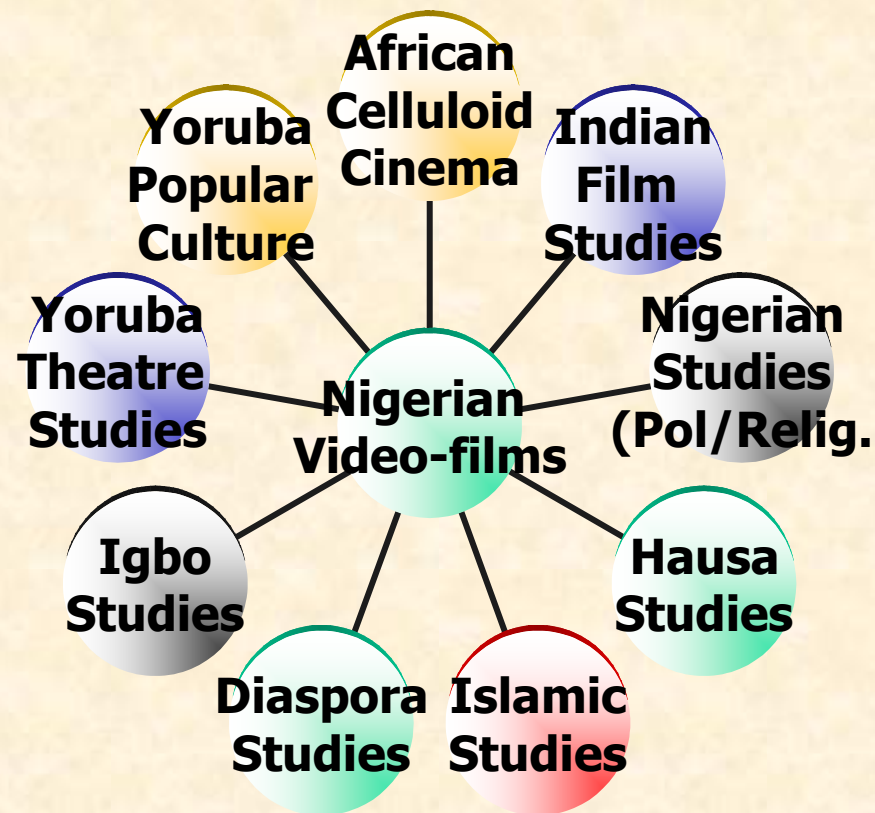 African
Celluloid
Cinema
Indian
Film
Studies
Nigerian
Studies
(Pol/Relig.
Hausa
Studies
Islamic
Studies
Diaspora
Studies
Igbo
Studies
Yoruba
Theatre
Studies
Yoruba
Popular
Culture
Nigerian
Video-films